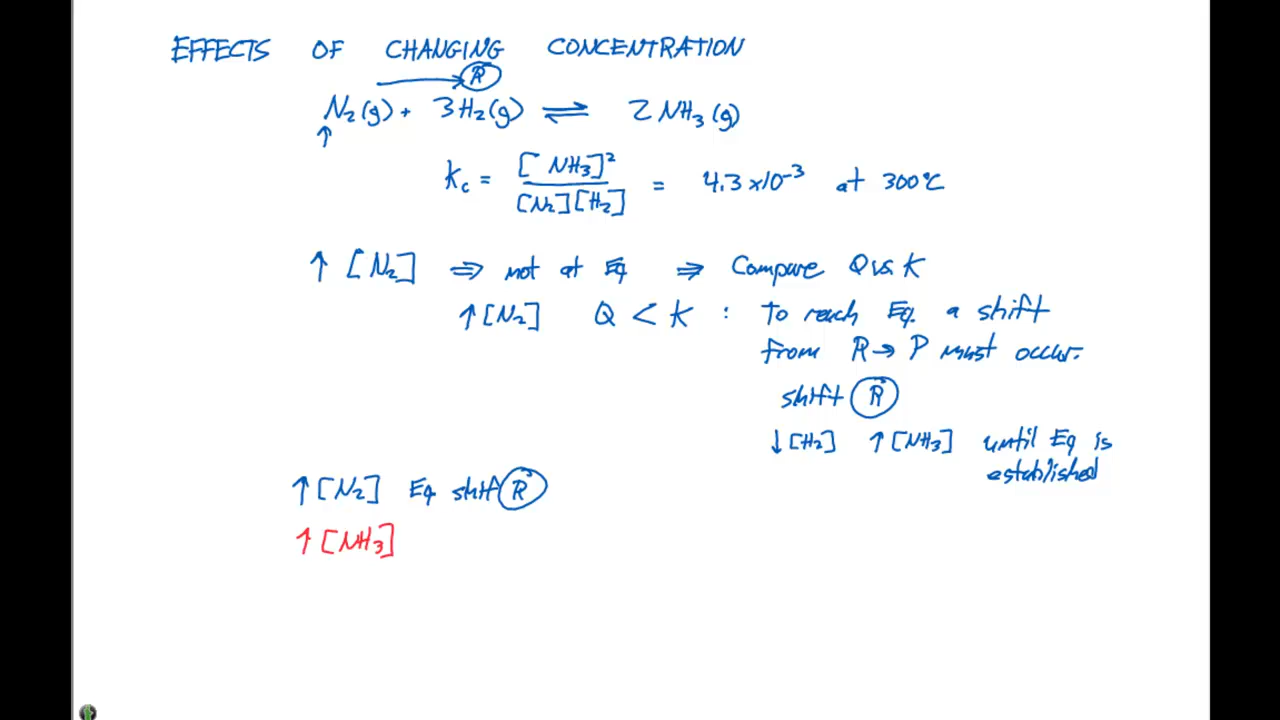 EFFECTS OF CHANGING CONCENTRATION
R
N₂(g) + 3H₂(g) ⇌ 2NH₃(g)
↑
Kc = [NH₃]² / [N₂][H₂] = 4.3 x10⁻³ at 300°C
↑ [N₂] ⇒ not at Eq ⇒ Compare Q vs K
↑[N₂] Q < K : To reach Eq. a shift
from R→P must occur.
shift R
↓[H₂] ↑[NH₃] until Eq is
established
↑[N₂] Eq shift R
↑[NH₃]